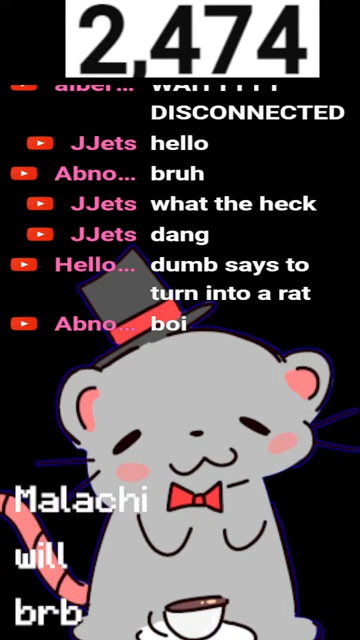 2,474
DISCONNECTED
JJets hello
Abno... bruh
JJets what the heck
JJets dang
Hello... dumb says to
turn into a rat
Abno... boi
Malachi
will
brb